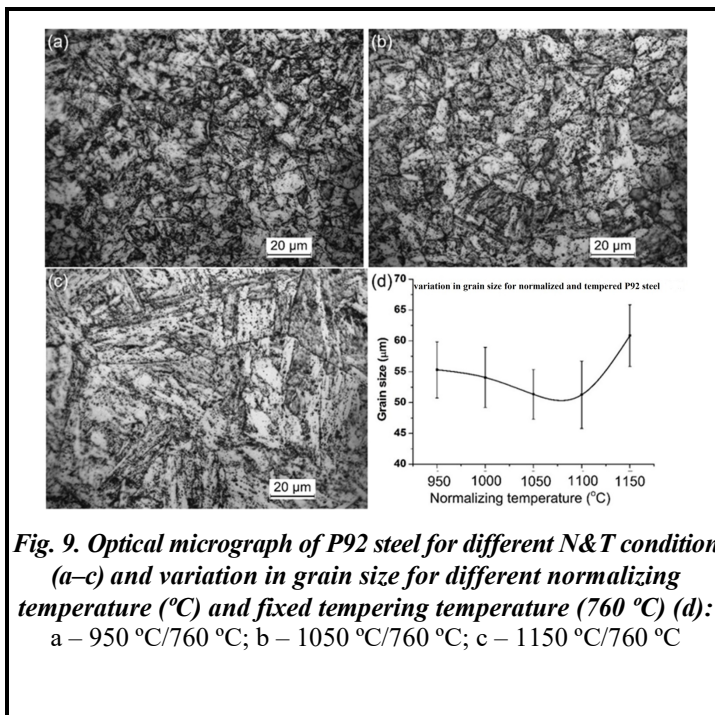 (a)
(b)
20 µm
20 µm
(c)
20 µm
(d)
variation in grain size for normalized and tempered P92 steel
Grain size (µm)
70
65
60
55
50
45
40
950 1000 1050 1100 1150
Normalizing temperature (°C)
Fig. 9. Optical micrograph of P92 steel for different N&T condition
(a–c) and variation in grain size for different normalizing
temperature (ºC) and fixed tempering temperature (760 ºC) (d):
a – 950 ºC/760 ºC; b – 1050 ºC/760 ºC; c – 1150 ºC/760 ºC